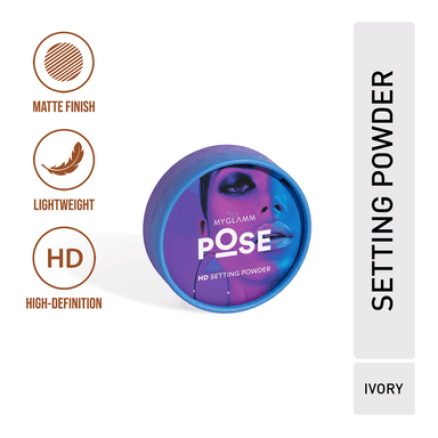 MATTE FINISH
LIGHTWEIGHT
HD
HIGH-DEFINITION
MYGLAMM
POSE
HD SETTING POWDER
SETTING POWDER
IVORY